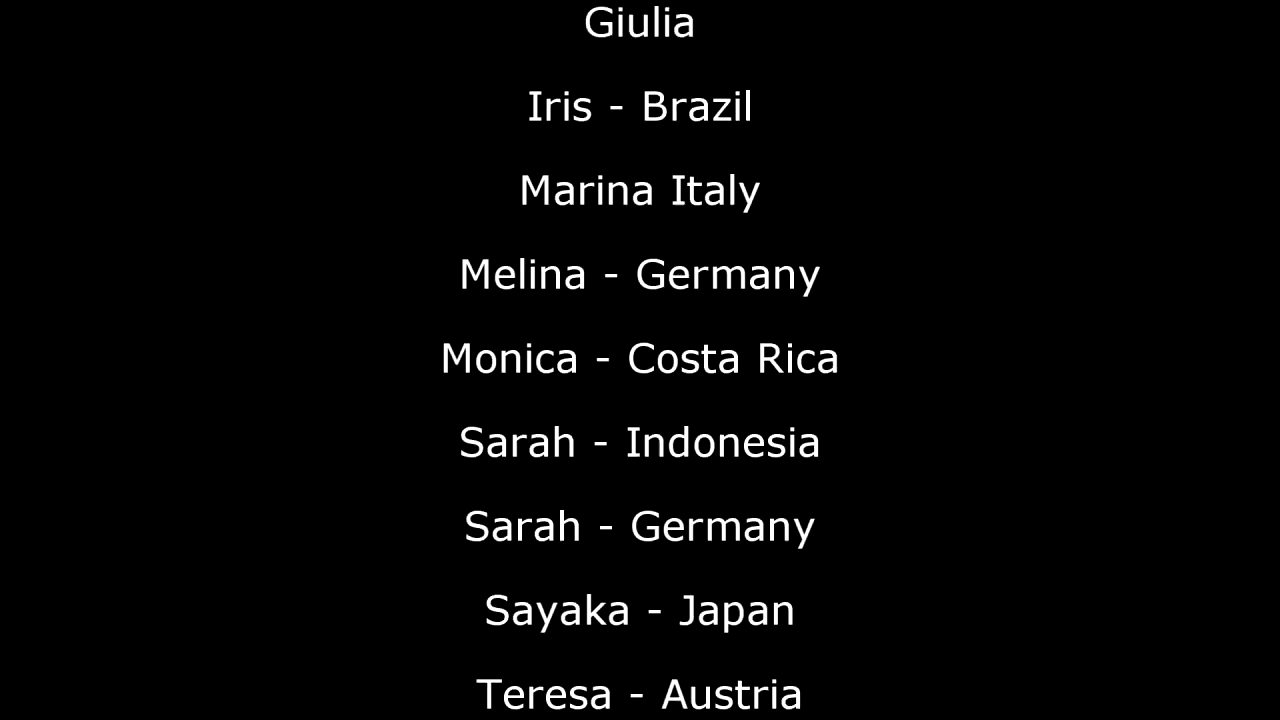 Giulia
Iris - Brazil
Marina Italy
Melina - Germany
Monica - Costa Rica
Sarah - Indonesia
Sarah - Germany
Sayaka - Japan
Teresa - Austria